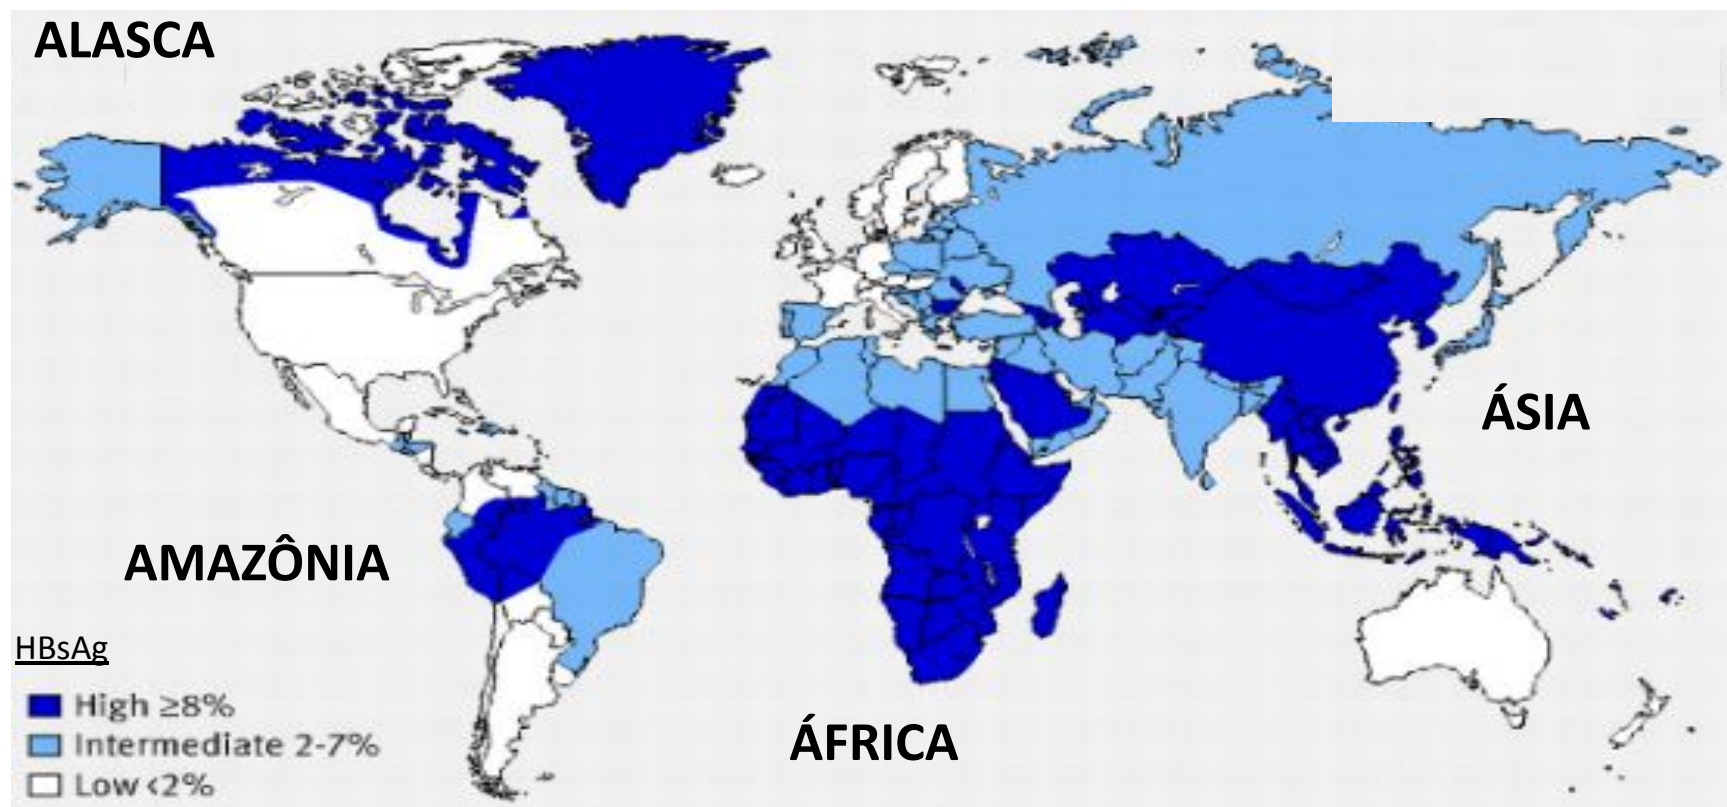 ALASCA
ÁSIA
AMAZÔNIA
HBsAg
High ≥8%
Intermediate 2-7%
Low <2%
ÁFRICA